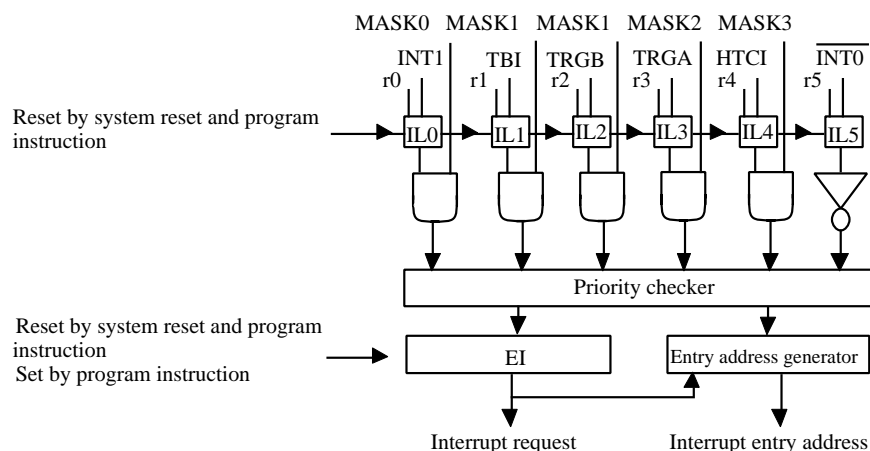 MASK0 MASK1 MASK1 MASK2 MASK3
INT1 TBI TRGB TRGA HTCI INT0
r0 r1 r2 r3 r4 r5
Reset by system reset and program
instruction
IL0 IL1 IL2 IL3 IL4 IL5
Priority checker
Reset by system reset and program
instruction
Set by program instruction
EI
Entry address generator
Interrupt request
Interrupt entry address